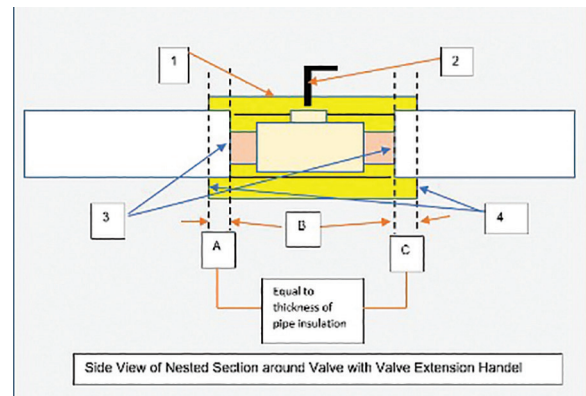 1
2
3
B
4
A
C
Equal to
thickness of
pipe insulation
Side View of Nested Section around Valve with Valve Extension Handel